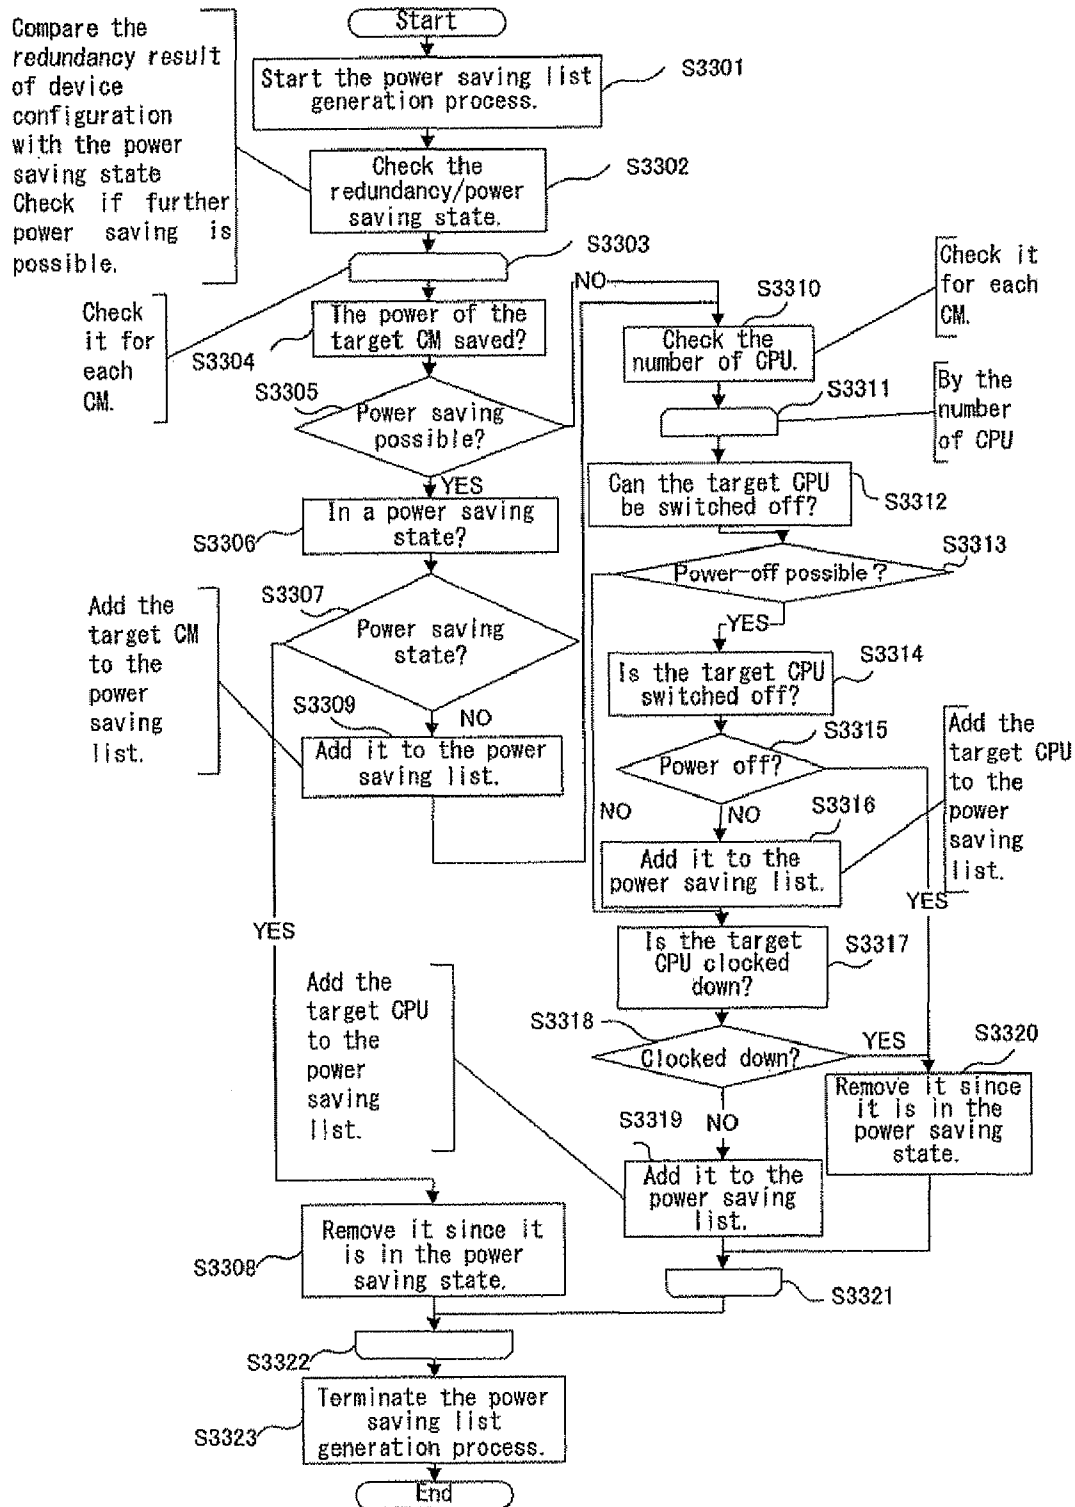 Start
Compare the
redundancy result
of device
configuration
with the power
saving state
Check if further
power saving is
possible.
Start the power saving list
generation process.
S3301
Check the
redundancy/power
saving state.
S3302
S3303
Check
it for
each
CM.
The power of the
target CM saved?
S3304
S3305
Power saving
possible?
NO
YES
In a power saving
state?
S3306
S3307
Power saving
state?
NO
YES
Add the
target CM
to the
power
saving
list.
S3309
Add it to the power
saving list.
S3310
Check the
number of CPU.
Check it
for each
CM.
S3311
By the
number
of CPU
Can the target CPU
be switched off?
S3312
S3313
Power-off possible?
YES
NO
Is the target CPU
switched off?
S3314
S3315
Power off?
NO
YES
S3316
Add it to the
power saving list.
Add the
target CPU
to the
power
saving
list.
Is the target
CPU clocked
down?
S3317
S3318
Clocked down?
YES
NO
S3320
Remove it since
it is in the
power saving
state.
S3319
Add it to the
power saving
list.
Add the
target CPU
to the
power
saving
list.
Remove it since it
is in the power
saving state.
S3308
S3321
S3322
Terminate the power
saving list
generation process.
S3323
End